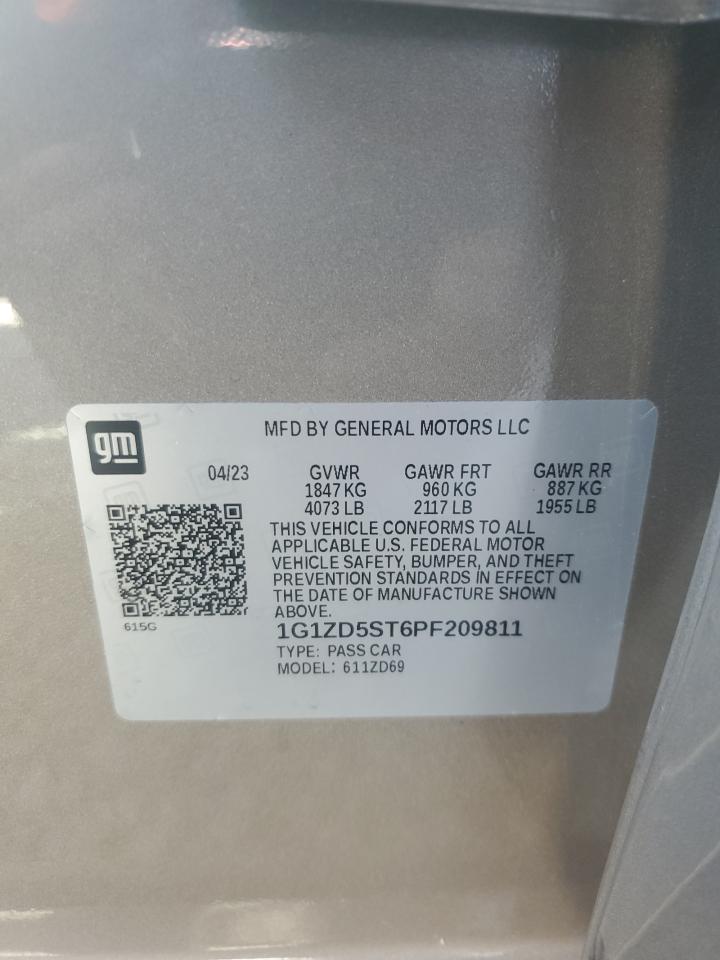 gm
MFD BY GENERAL MOTORS LLC
04/23 GVWR GAWR FRT GAWR RR
1847 KG 960 KG 887 KG
4073 LB 2117 LB 1955 LB
THIS VEHICLE CONFORMS TO ALL
APPLICABLE U.S. FEDERAL MOTOR
VEHICLE SAFETY, BUMPER, AND THEFT
PREVENTION STANDARDS IN EFFECT ON
THE DATE OF MANUFACTURE SHOWN
ABOVE.
615G
1G1ZD5ST6PF209811
TYPE: PASS CAR
MODEL: 611ZD69